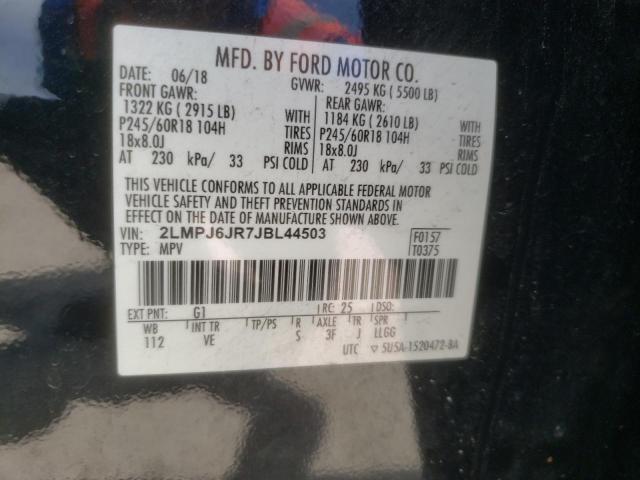 MFD. BY FORD MOTOR CO.
DATE: 06/18 GVWR: 2495 KG ( 5500 LB)
FRONT GAWR: REAR GAWR:
1322 KG ( 2915 LB) 1184 KG ( 2610 LB)
P245/60R18 104H TIRES P245/60R18 104H TIRES
18x8.0J RIMS 18x8.0J RIMS
AT 230 kPa/ 33 PSI COLD AT 230 kPa/ 33 PSI COLD
THIS VEHICLE CONFORMS TO ALL APPLICABLE FEDERAL MOTOR
VEHICLE SAFETY AND THEFT PREVENTION STANDARDS IN
EFFECT ON THE DATE OF MANUFACTURE SHOWN ABOVE.
VIN: 2LMPJ6JR7JBL44503 F0157
TYPE: MPV T0375
EXT PNT: G1 RC: 25 DSO:
WB INT TR TP/PS R AXLE TR SPR
112 VE S 3F J LLGG
UTC ▽ 5U5A-1520472-BA